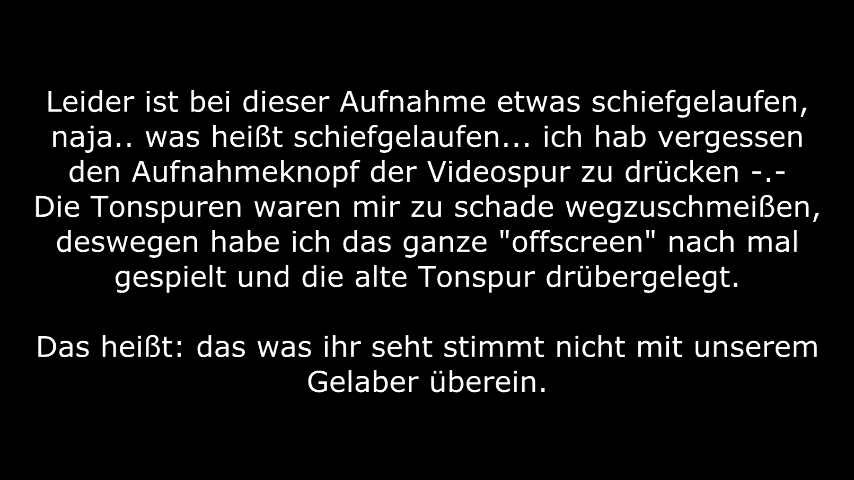 Leider ist bei dieser Aufnahme etwas schiefgelaufen,
naja.. was heißt schiefgelaufen... ich hab vergessen
den Aufnahmeknopf der Videospur zu drücken -.-
Die Tonspuren waren mir zu schade wegzuschmeißen,
deswegen habe ich das ganze "offscreen" nach mal
gespielt und die alte Tonspur drübergelegt.
Das heißt: das was ihr seht stimmt nicht mit unserem
Gelaber überein.